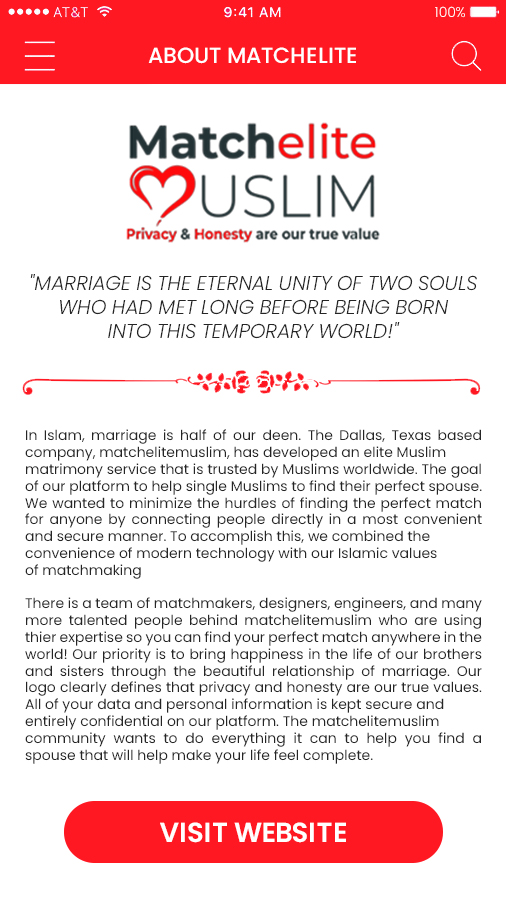 AT&T 9:41 AM 100%
ABOUT MATCHELITE
Matchelite
MUSLIM
Privacy & Honesty are our true value
"MARRIAGE IS THE ETERNAL UNITY OF TWO SOULS
WHO HAD MET LONG BEFORE BEING BORN
INTO THIS TEMPORARY WORLD!"
In Islam, marriage is half of our deen. The Dallas, Texas based
company, matchelitemuslim, has developed an elite Muslim
matrimony service that is trusted by Muslims worldwide. The goal
of our platform to help single Muslims to find their perfect spouse.
We wanted to minimize the hurdles of finding the perfect match
for anyone by connecting people directly in a most convenient
and secure manner. To accomplish this, we combined the
convenience of modern technology with our Islamic values
of matchmaking
There is a team of matchmakers, designers, engineers, and many
more talented people behind matchelitemuslim who are using
thier expertise so you can find your perfect match anywhere in the
world! Our priority is to bring happiness in the life of our brothers
and sisters through the beautiful relationship of marriage. Our
logo clearly defines that privacy and honesty are our true values.
All of your data and personal information is kept secure and
entirely confidential on our platform. The matchelitemuslim
community wants to do everything it can to help you find a
spouse that will help make your life feel complete.
VISIT WEBSITE